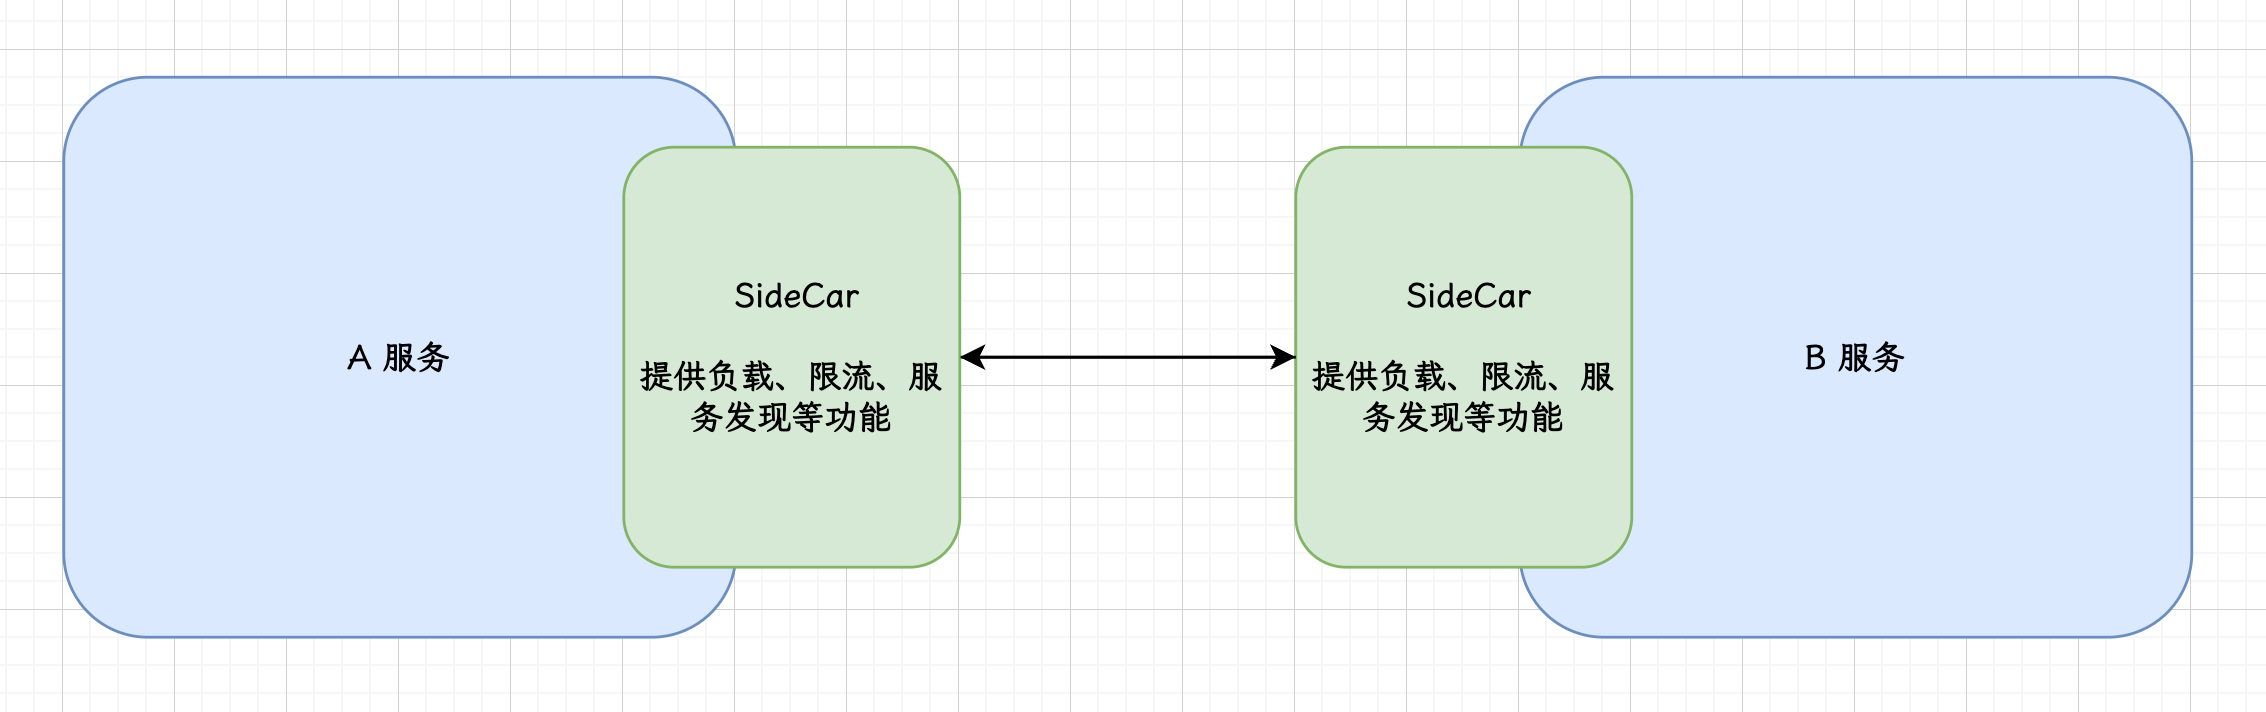 A 服务
SideCar
提供负载、限流、服
务发现等功能
SideCar
提供负载、限流、服
务发现等功能
B 服务